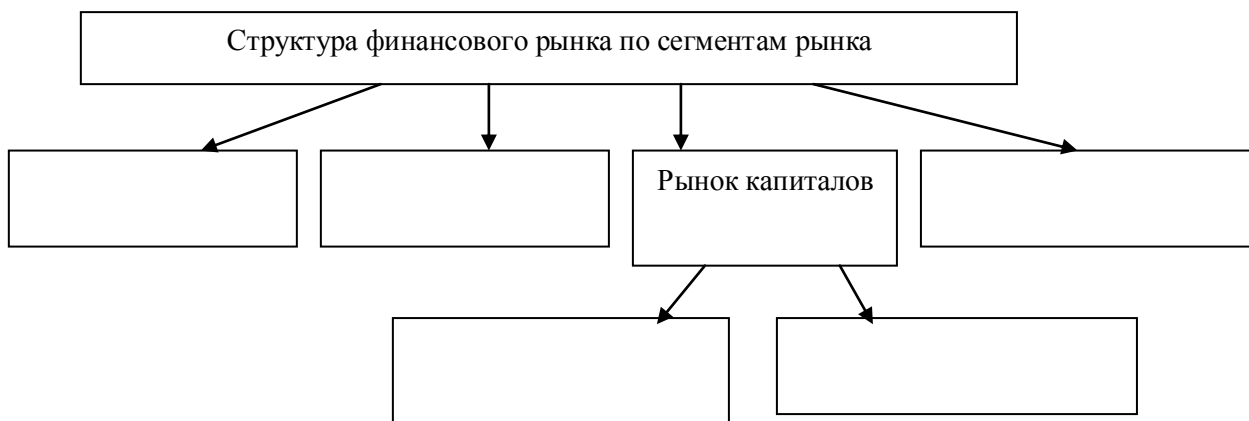 Структура финансового рынка по сегментам рынка
Рынок капиталов